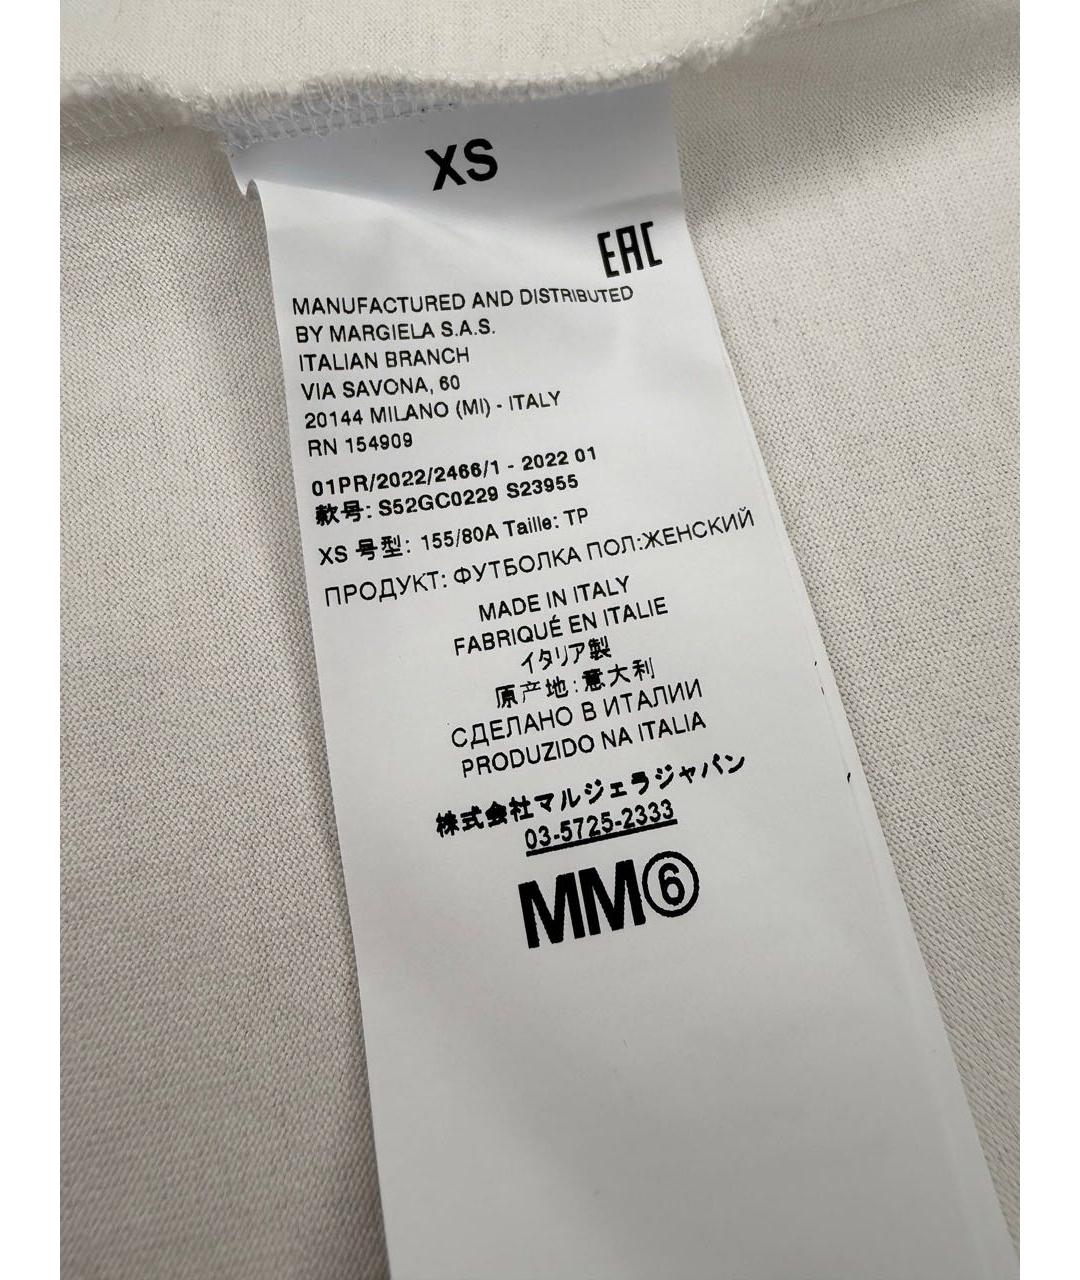 XS
EAC
MANUFACTURED AND DISTRIBUTED
BY MARGIELA S.A.S.
ITALIAN BRANCH
VIA SAVONA, 60
20144 MILANO (MI) - ITALY
RN 154909
01PR/2022/2466/1 - 2022 01
款号: S52GC0229 S23955
XS 号型: 155/80A Taille: TP
ПРОДУКТ: ФУТБОЛКА ПОЛ:ЖЕНСКИЙ
MADE IN ITALY
FABRIQUÉ EN ITALIE
イタリア製
原产地: 意大利
СДЕЛАНО В ИТАЛИИ
PRODUZIDO NA ITALIA
株式会社マルジェラジャパン
03-5725-2333
MM⑥